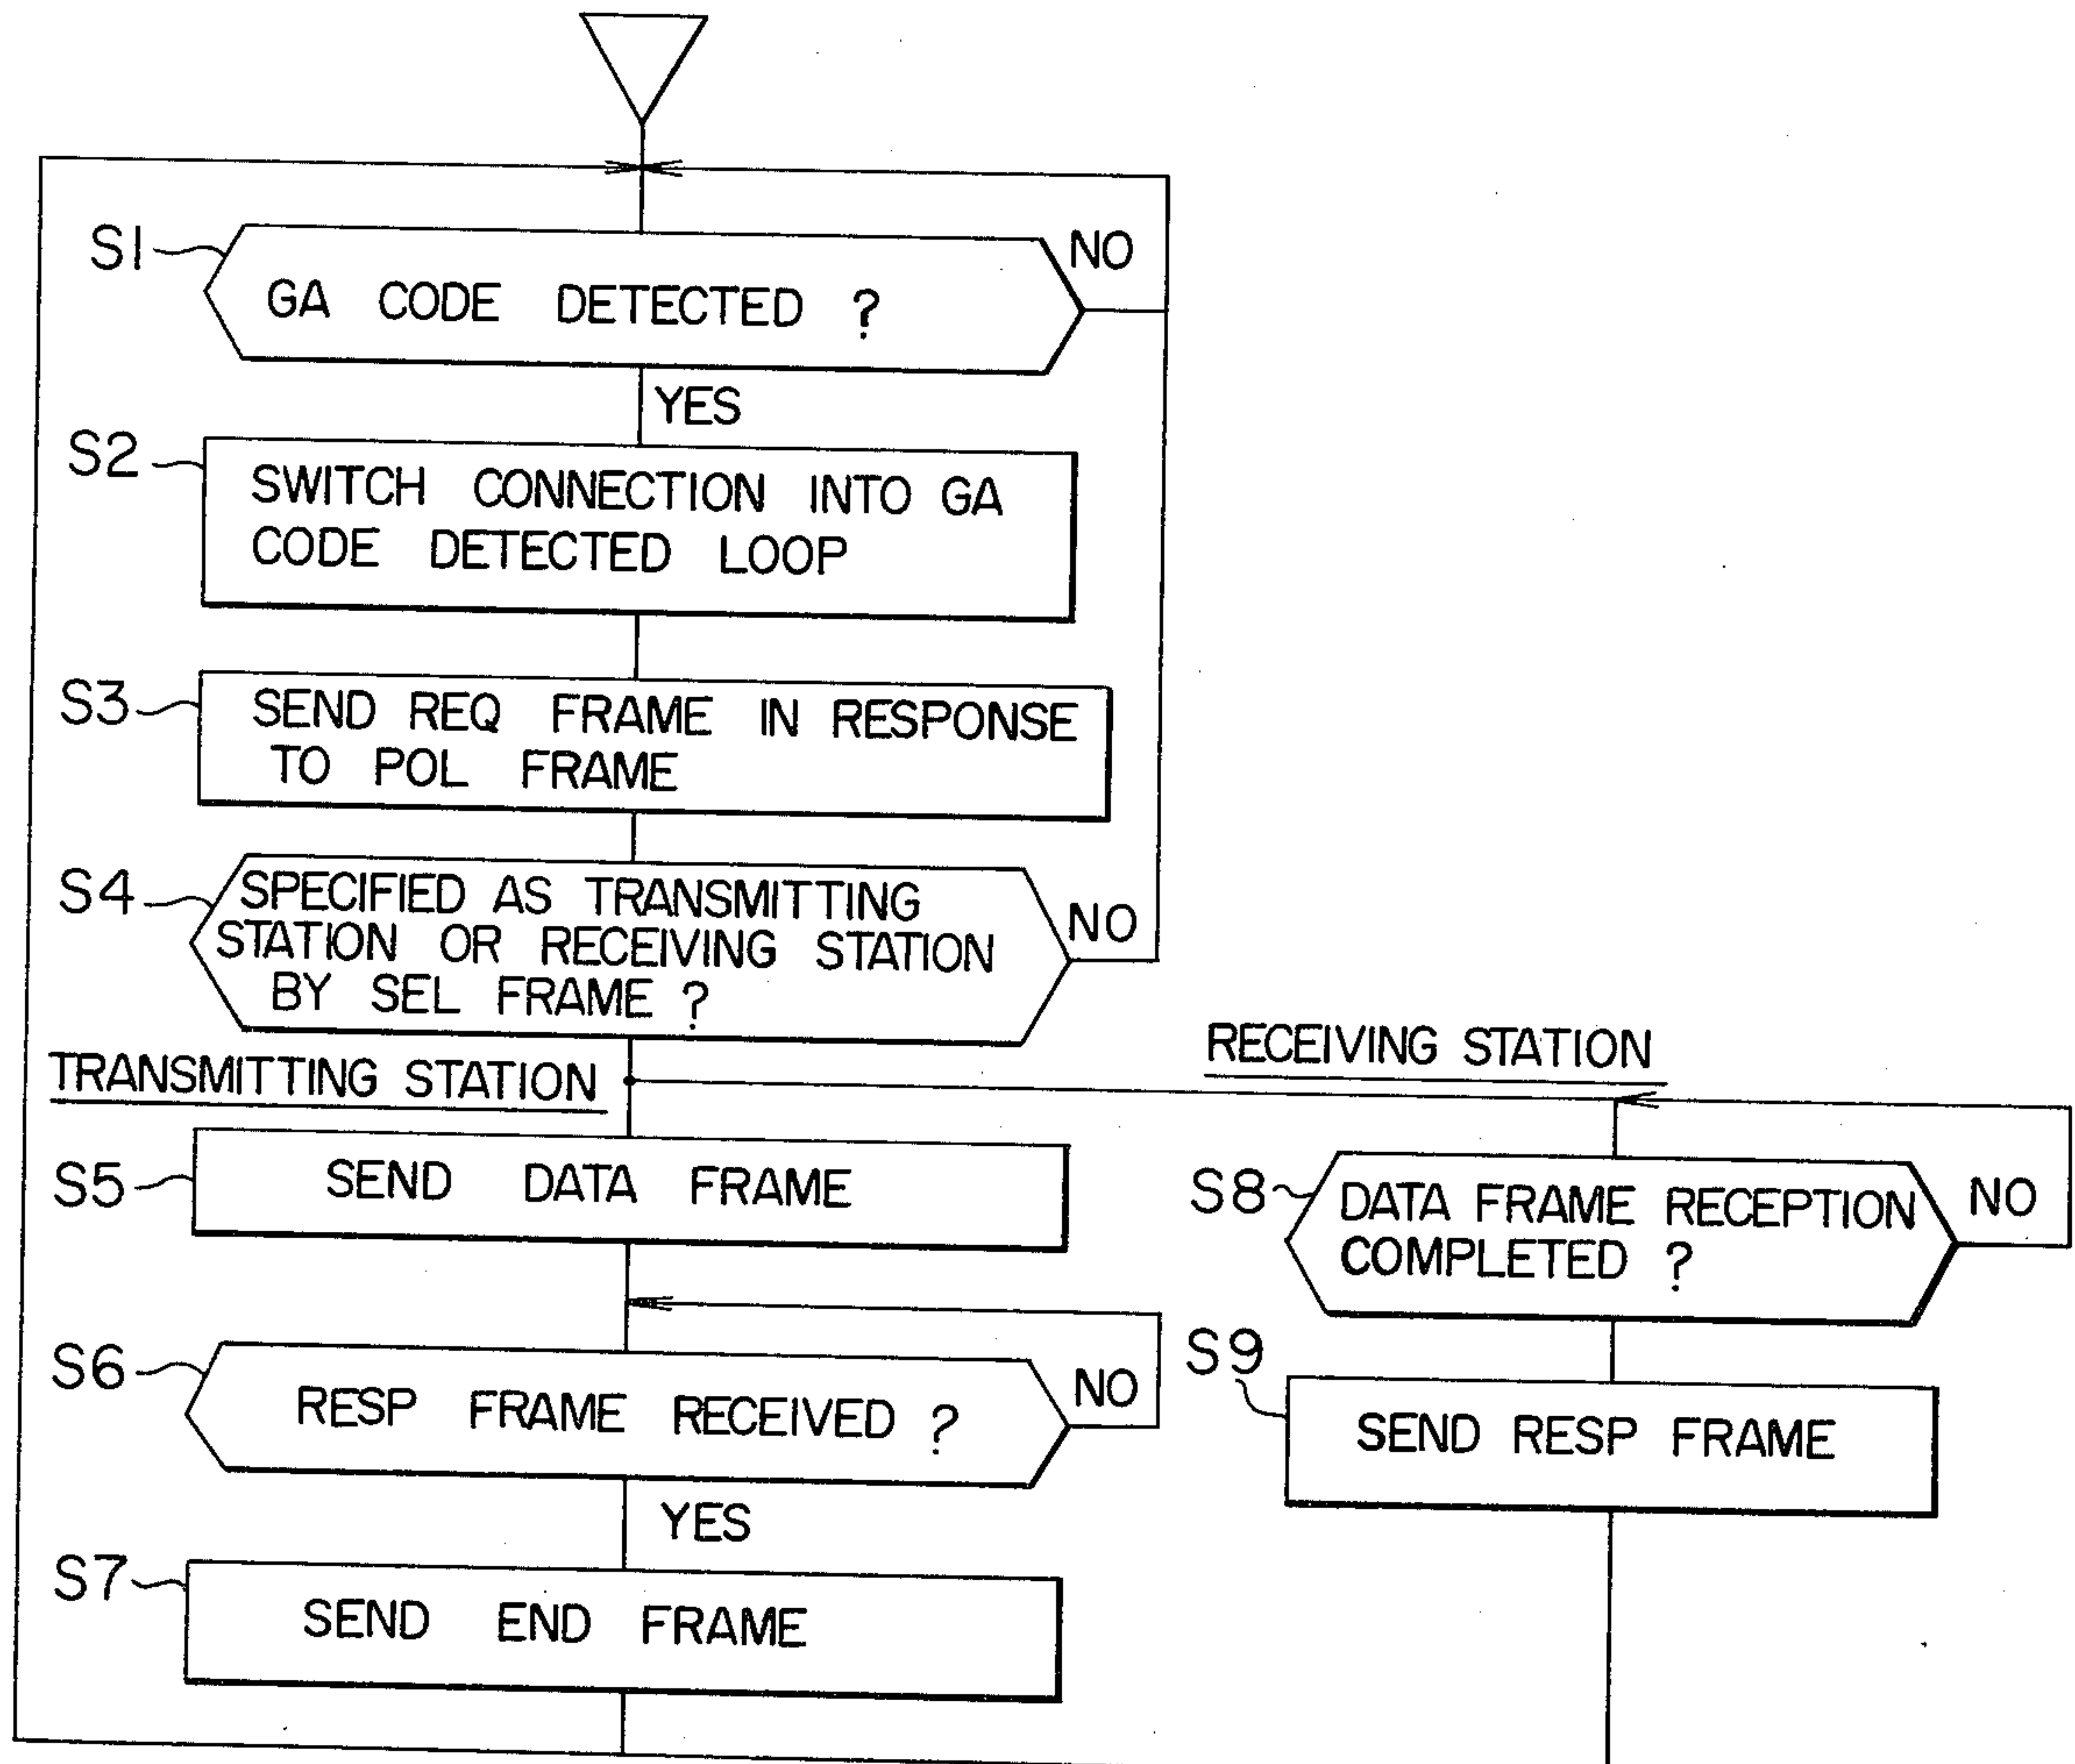 S1
GA CODE DETECTED ?
NO
YES
S2
SWITCH CONNECTION INTO GA
CODE DETECTED LOOP
S3
SEND REQ FRAME IN RESPONSE
TO POL FRAME
S4
SPECIFIED AS TRANSMITTING
STATION OR RECEIVING STATION
BY SEL FRAME ?
NO
TRANSMITTING STATION
RECEIVING STATION
S5
SEND DATA FRAME
S8
DATA FRAME RECEPTION
COMPLETED ?
NO
S6
RESP FRAME RECEIVED ?
NO
YES
S9
SEND RESP FRAME
S7
SEND END FRAME